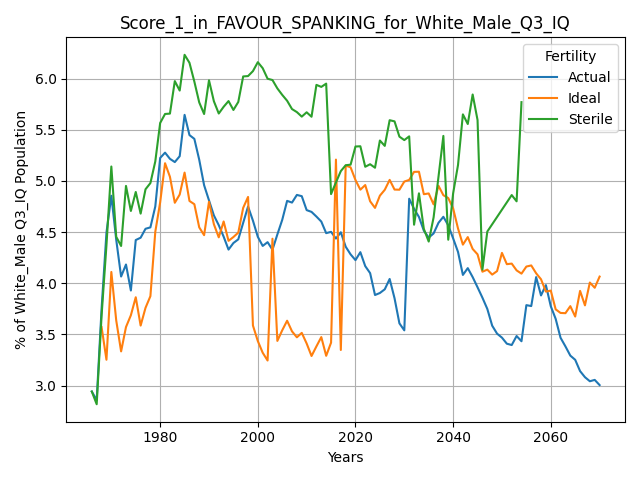 Score_1_in_FAVOUR_SPANKING_for_White_Male_Q3_IQ
Fertility
Actual
Ideal
Sterile
% of White_Male Q3_IQ Population
6.0
5.5
5.0
4.5
4.0
3.5
3.0
1980 2000 2020 2040 2060
Years